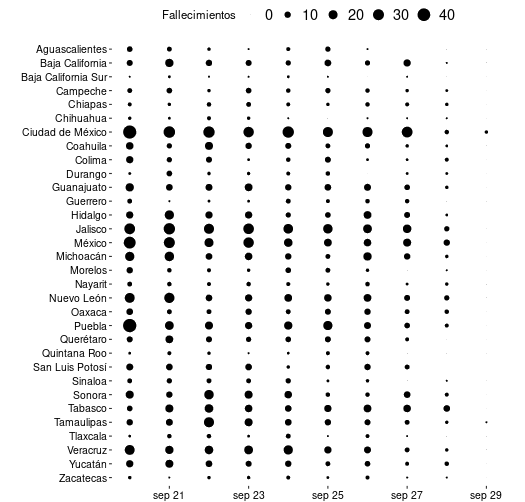 Fallecimientos 0 10 20 30 40
Aguascalientes
Baja California
Baja California Sur
Campeche
Chiapas
Chihuahua
Ciudad de México
Coahuila
Colima
Durango
Guanajuato
Guerrero
Hidalgo
Jalisco
México
Michoacán
Morelos
Nayarit
Nuevo León
Oaxaca
Puebla
Querétaro
Quintana Roo
San Luis Potosí
Sinaloa
Sonora
Tabasco
Tamaulipas
Tlaxcala
Veracruz
Yucatán
Zacatecas
sep 21 sep 23 sep 25 sep 27 sep 29